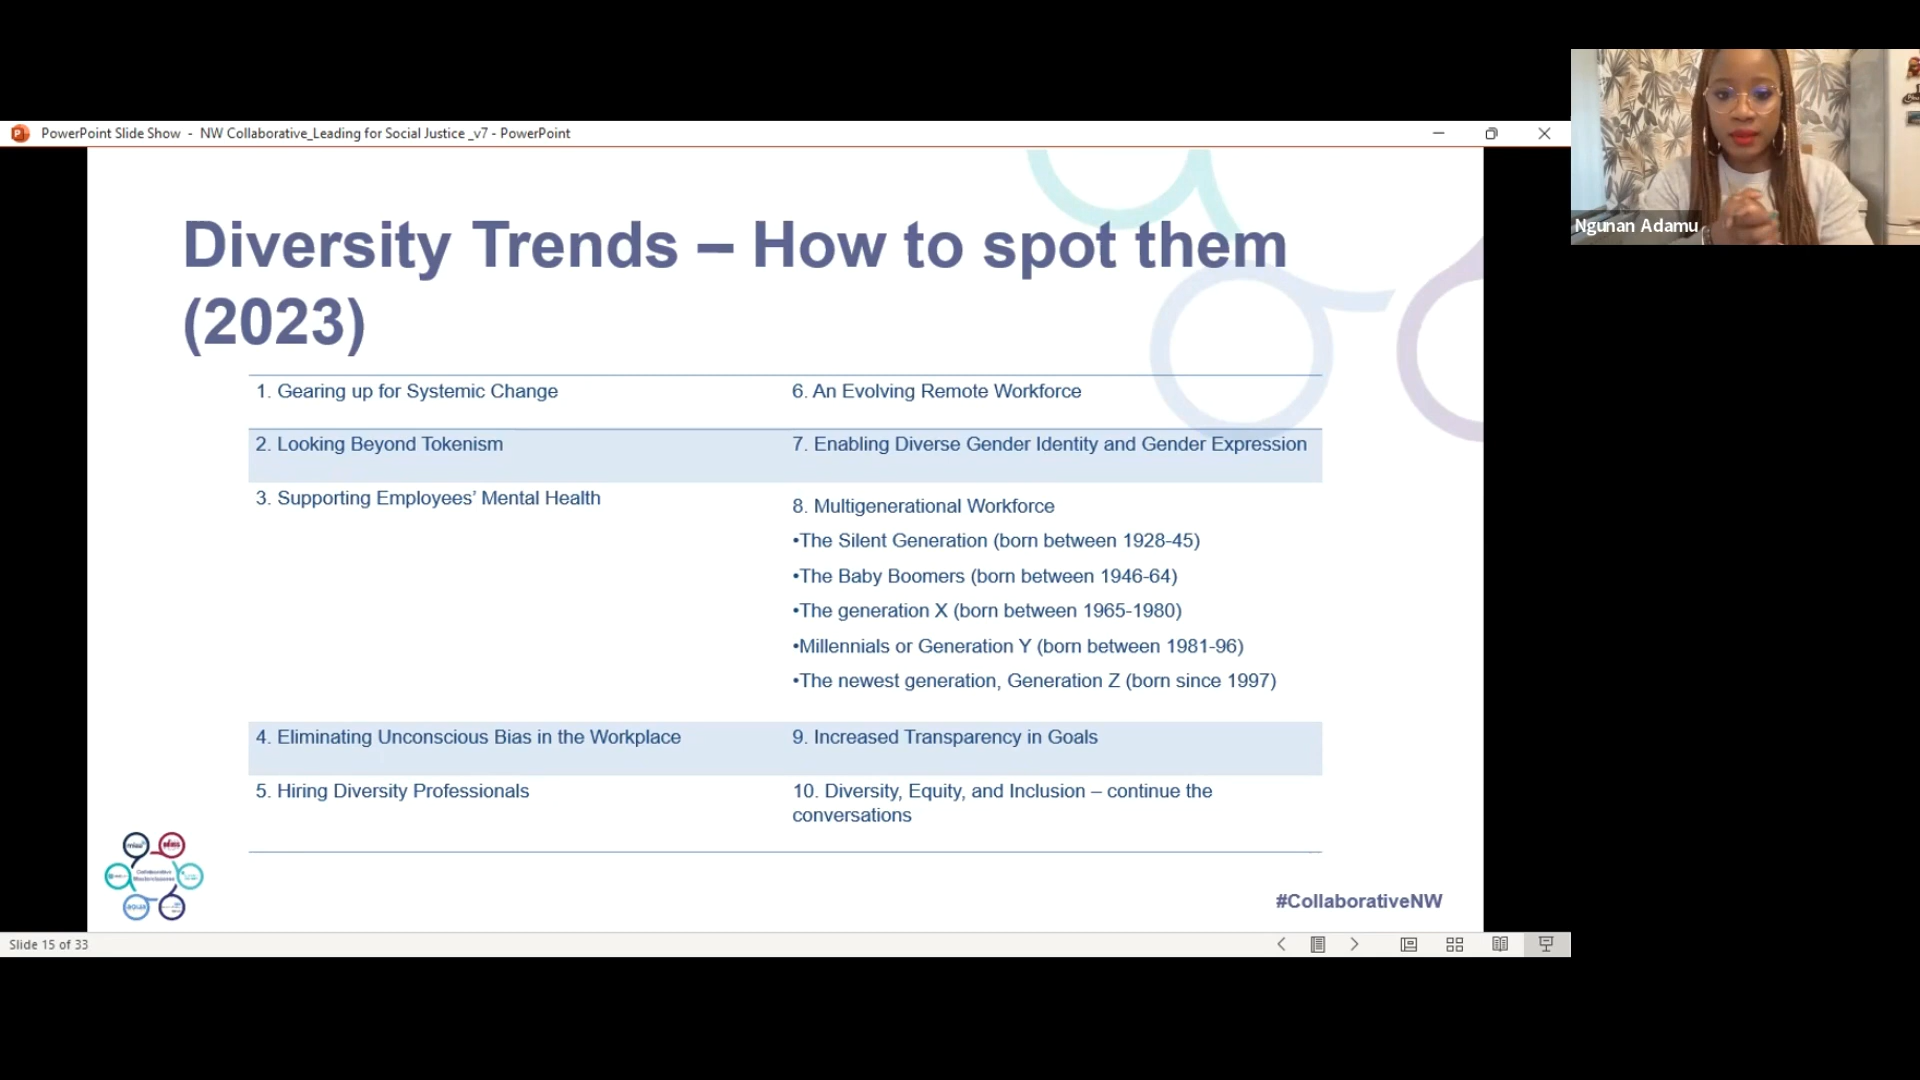 PowerPoint Slide Show - NW Collaborative_Leading for Social Justice _v7 - PowerPoint
Ngunan Adamu
Diversity Trends – How to spot them
(2023)
1. Gearing up for Systemic Change
6. An Evolving Remote Workforce
2. Looking Beyond Tokenism
7. Enabling Diverse Gender Identity and Gender Expression
3. Supporting Employees’ Mental Health
8. Multigenerational Workforce
•The Silent Generation (born between 1928-45)
•The Baby Boomers (born between 1946-64)
•The generation X (born between 1965-1980)
•Millennials or Generation Y (born between 1981-96)
•The newest generation, Generation Z (born since 1997)
4. Eliminating Unconscious Bias in the Workplace
9. Increased Transparency in Goals
5. Hiring Diversity Professionals
10. Diversity, Equity, and Inclusion – continue the
conversations
Collaborative
Masterclasses
aqua
#CollaborativeNW
Slide 15 of 33